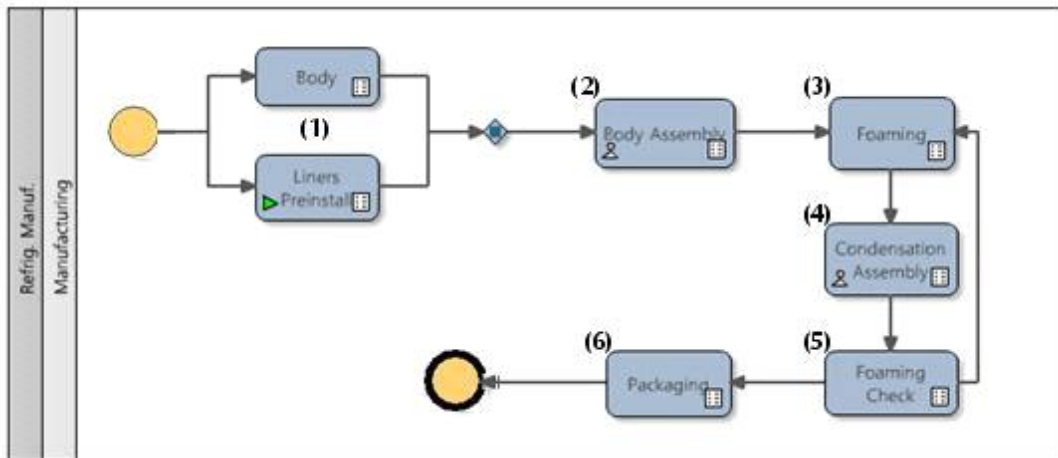 Refrig. Manuf.
Manufacturing
Body
(1)
Liners
Preinstall
(2)
Body Assembly
(3)
Foaming
(4)
Condensation
Assembly
(5)
Foaming
Check
(6)
Packaging